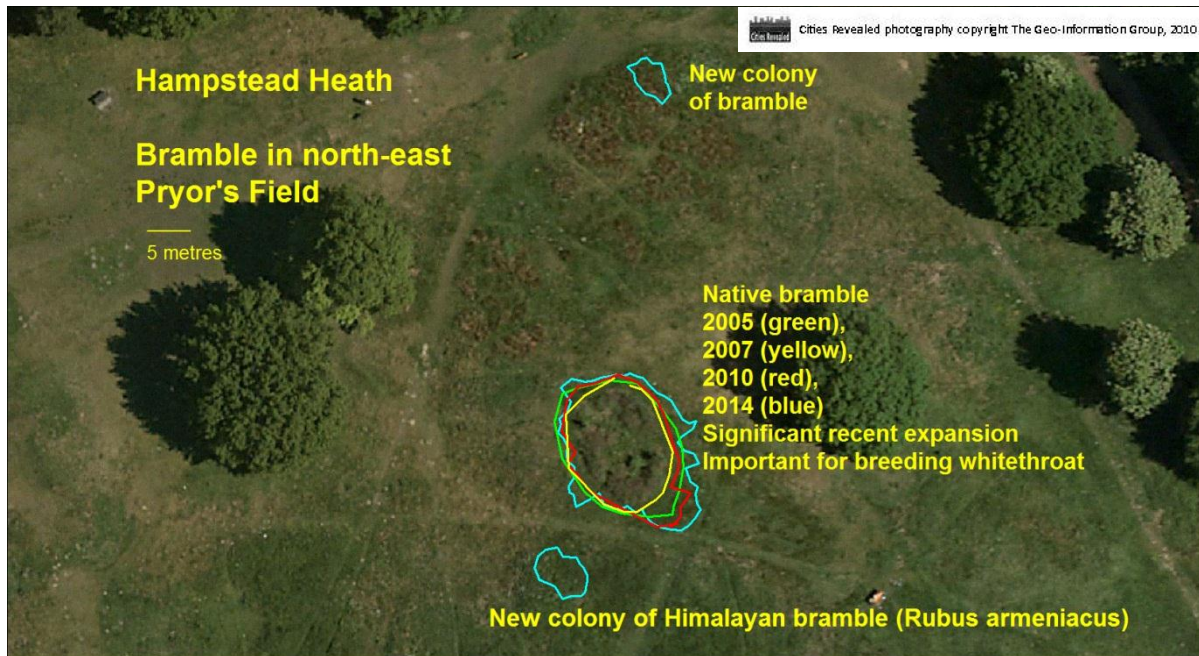 Cities Revealed
Cities Revealed photography copyright The Geo-Information Group, 2010
Hampstead Heath
New colony
of bramble
Bramble in north-east
Pryor's Field
5 metres
Native bramble
2005 (green),
2007 (yellow),
2010 (red),
2014 (blue)
Significant recent expansion
Important for breeding whitethroat
New colony of Himalayan bramble (Rubus armeniacus)